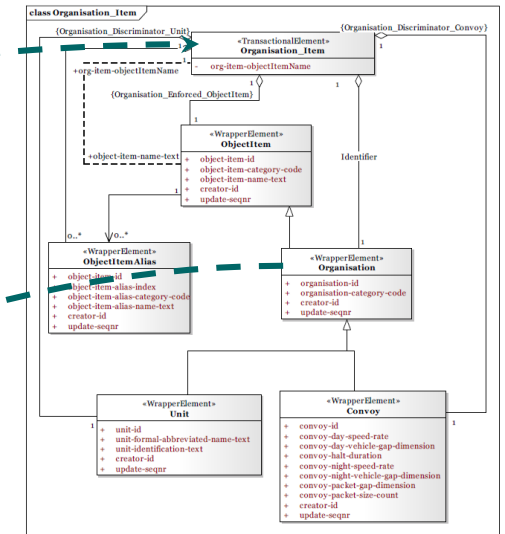 class Organisation_Item
{Organisation_Discriminator_Unit}
{Organisation_Discriminator_Convoy}
«TransactionalElement»
Organisation_Item
- org-item-objectItemName
1
1
1
1
1
1
+org-item-objectItemName
{Organisation_Enforced_ObjectItem}
1
«WrapperElement»
ObjectItem
+ object-item-id
+ object-item-category-code
+ object-item-name-text
+ creator-id
+ update-seqnr
+object-item-name-text
Identifier
1
0..*
0..*
1
«WrapperElement»
ObjectItemAlias
+ object-item-id
+ object-item-alias-index
+ object-item-alias-category-code
+ object-item-alias-name-text
+ creator-id
+ update-seqnr
«WrapperElement»
Organisation
+ organisation-id
+ organisation-category-code
+ creator-id
+ update-seqnr
«WrapperElement»
Unit
+ unit-id
+ unit-formal-abbreviated-name-text
+ unit-identification-text
+ creator-id
+ update-seqnr
1
«WrapperElement»
Convoy
+ convoy-id
+ convoy-day-speed-rate
+ convoy-day-vehicle-gap-dimension
+ convoy-halt-duration
+ convoy-night-speed-rate
+ convoy-night-vehicle-gap-dimension
+ convoy-packet-gap-dimension
+ convoy-packet-size-count
+ creator-id
+ update-seqnr
1